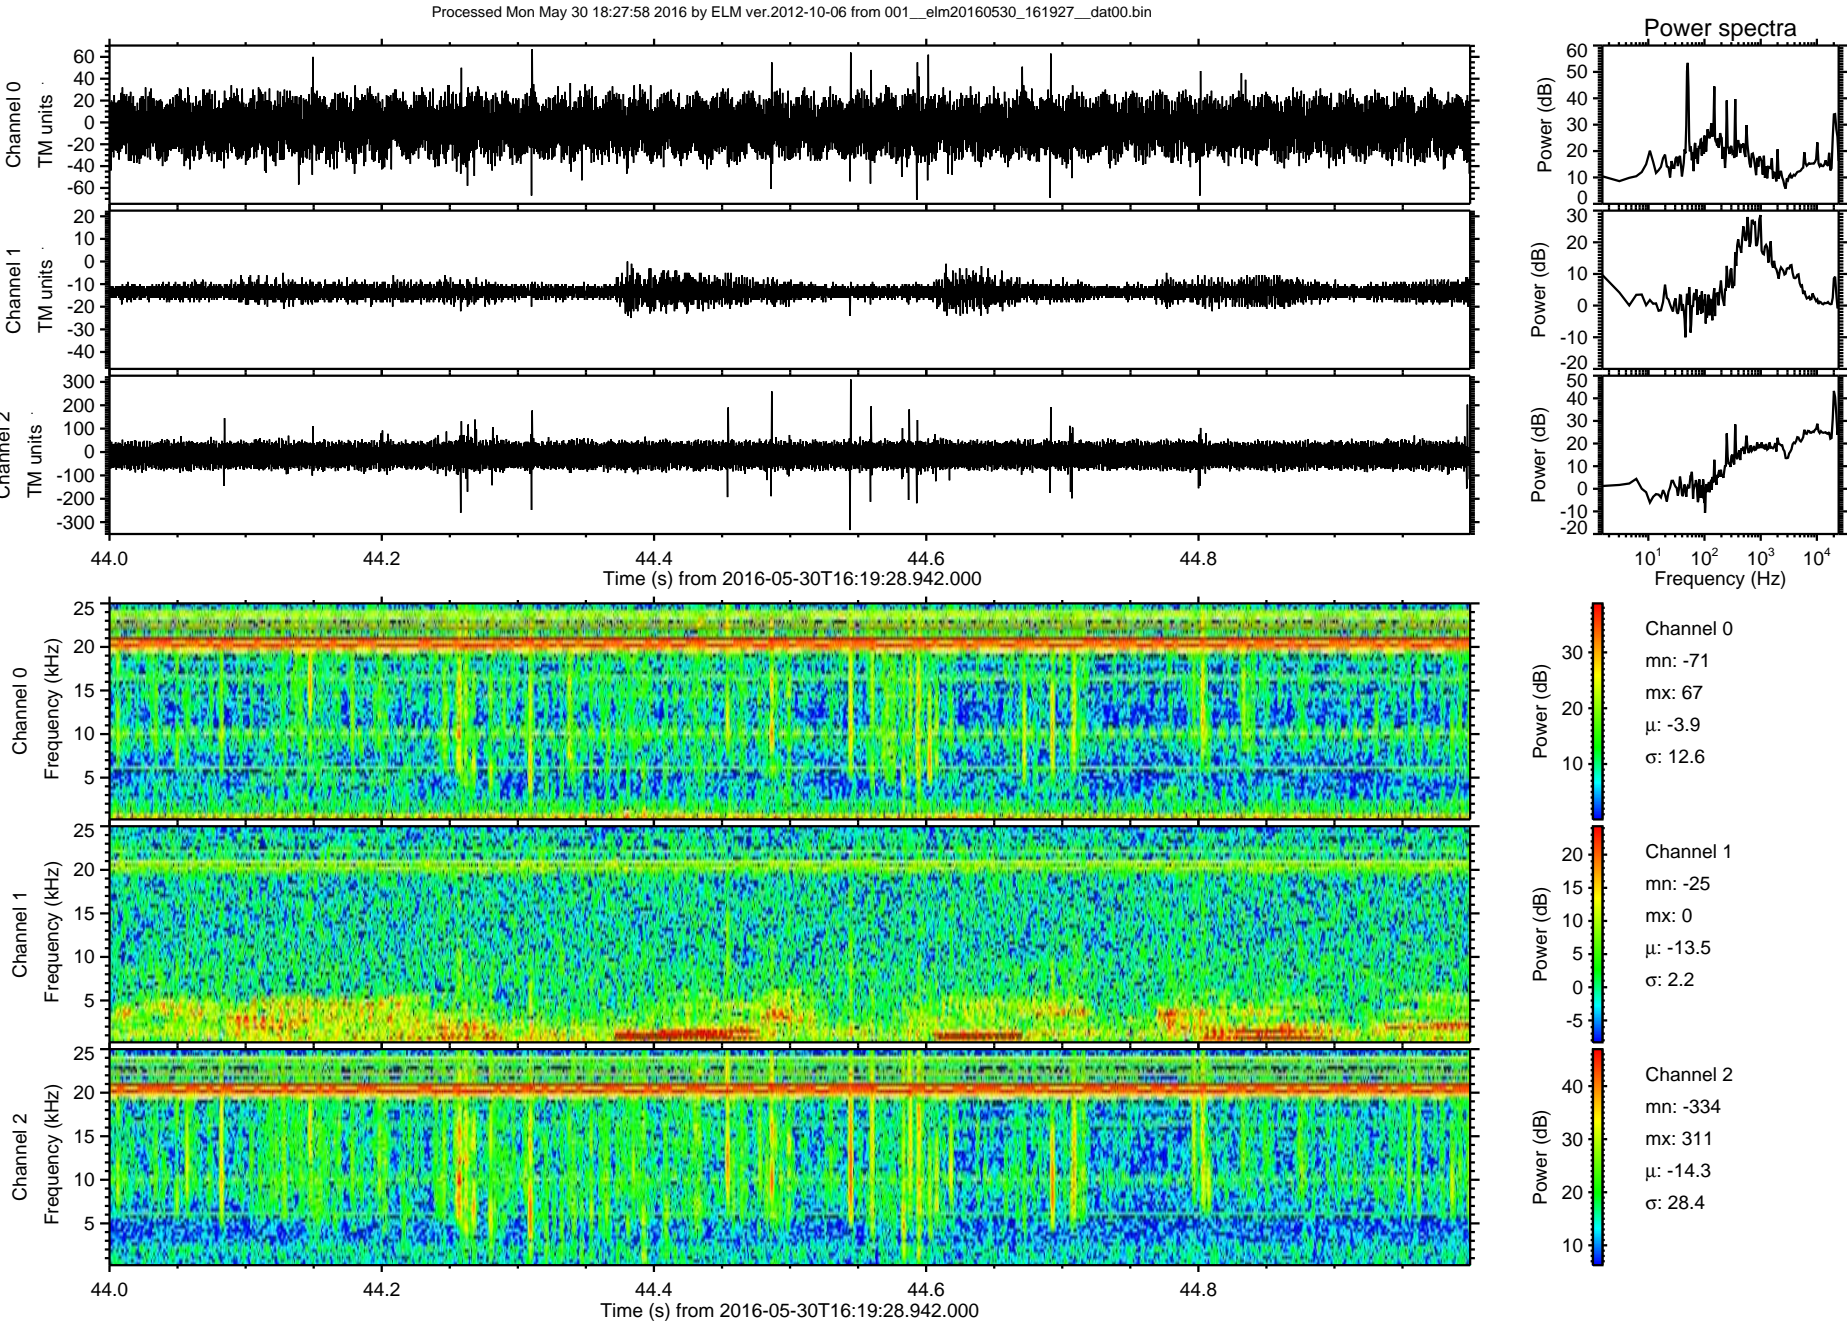 Processed Mon May 30 18:27:58 2016 by ELM ver.2012-10-06 from 001__elm20160530_161927__dat00.bin
Power spectra
Channel 0
TM units
60
40
20
0
-20
-40
-60
Power (dB)
60
50
40
30
20
10
0
Channel 1
TM units
20
10
0
-10
-20
-30
-40
Power (dB)
30
20
10
0
-10
-20
Channel 2
TM units
300
200
100
0
-100
-200
-300
Power (dB)
50
40
30
20
10
0
-10
-20
44.0 44.2 44.4 44.6 44.8
Time (s) from 2016-05-30T16:19:28.942.000
10^1 10^2 10^3 10^4
Frequency (Hz)
Channel 0
Frequency (kHz)
25
20
15
10
5
Power (dB)
30
20
10
Channel 0
mn: -71
mx: 67
μ: -3.9
σ: 12.6
Channel 1
Frequency (kHz)
25
20
15
10
5
Power (dB)
20
15
10
5
0
-5
Channel 1
mn: -25
mx: 0
μ: -13.5
σ: 2.2
Channel 2
Frequency (kHz)
25
20
15
10
5
Power (dB)
40
30
20
10
Channel 2
mn: -334
mx: 311
μ: -14.3
σ: 28.4
44.0 44.2 44.4 44.6 44.8
Time (s) from 2016-05-30T16:19:28.942.000